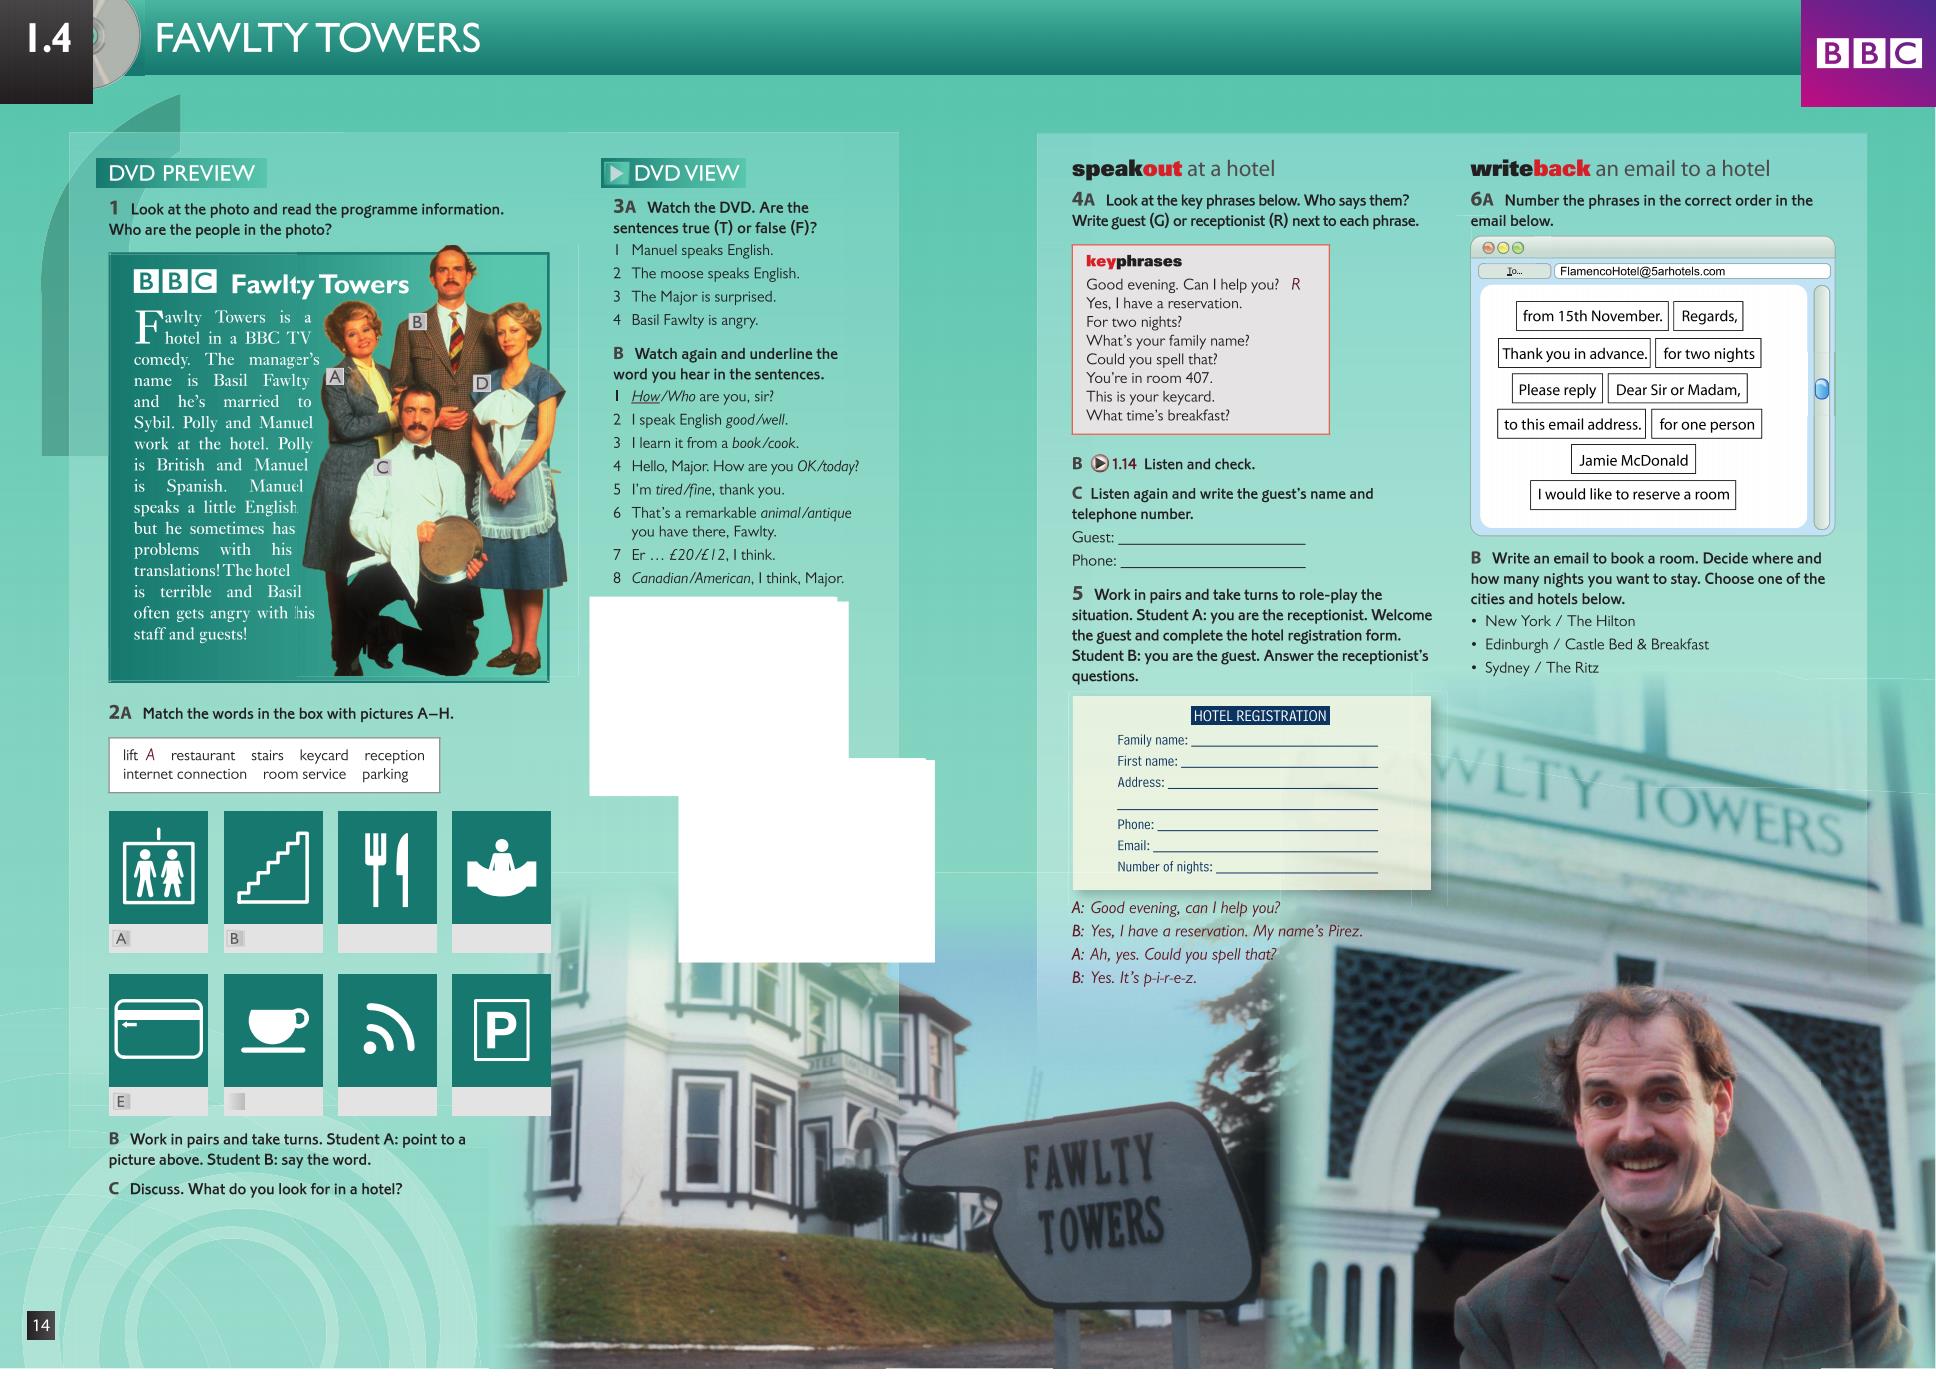 1.4
FAWLTY TOWERS
BBC
DVD PREVIEW
1 Look at the photo and read the programme information.
Who are the people in the photo?
BBC Fawlty Towers
Fawlty Towers is a
hotel in a BBC TV
comedy. The manager's
name is Basil Fawlty
and he's married to
Sybil. Polly and Manuel
work at the hotel. Polly
is British and Manuel
is Spanish. Manuel
speaks a little English
but he sometimes has
problems with his
translations! The hotel
is terrible and Basil
often gets angry with his
staff and guests!
A
B
C
D
2A Match the words in the box with pictures A–H.
lift A restaurant stairs keycard reception
internet connection room service parking
A
B
P
E
B Work in pairs and take turns. Student A: point to a
picture above. Student B: say the word.
C Discuss. What do you look for in a hotel?
14
DVD VIEW
3A Watch the DVD. Are the
sentences true (T) or false (F)?
1 Manuel speaks English.
2 The moose speaks English.
3 The Major is surprised.
4 Basil Fawlty is angry.
B Watch again and underline the
word you hear in the sentences.
1 How/Who are you, sir?
2 I speak English good/well.
3 I learn it from a book/cook.
4 Hello, Major. How are you OK/today?
5 I'm tired/fine, thank you.
6 That's a remarkable animal/antique
you have there, Fawlty.
7 Er … £20/£12, I think.
8 Canadian/American, I think, Major.
speakout at a hotel
4A Look at the key phrases below. Who says them?
Write guest (G) or receptionist (R) next to each phrase.
keyphrases
Good evening. Can I help you? R
Yes, I have a reservation.
For two nights?
What's your family name?
Could you spell that?
You're in room 407.
This is your keycard.
What time's breakfast?
B 1.14 Listen and check.
C Listen again and write the guest's name and
telephone number.
Guest:
Phone:
5 Work in pairs and take turns to role-play the
situation. Student A: you are the receptionist. Welcome
the guest and complete the hotel registration form.
Student B: you are the guest. Answer the receptionist's
questions.
HOTEL REGISTRATION
Family name:
First name:
Address:
Phone:
Email:
Number of nights:
A: Good evening, can I help you?
B: Yes, I have a reservation. My name's Pirez.
A: Ah, yes. Could you spell that?
B: Yes. It's p-i-r-e-z.
writeback an email to a hotel
6A Number the phrases in the correct order in the
email below.
To... FlamencoHotel@5arhotels.com
from 15th November. Regards,
Thank you in advance. for two nights
Please reply Dear Sir or Madam,
to this email address. for one person
Jamie McDonald
I would like to reserve a room
B Write an email to book a room. Decide where and
how many nights you want to stay. Choose one of the
cities and hotels below.
• New York / The Hilton
• Edinburgh / Castle Bed & Breakfast
• Sydney / The Ritz
WLTY TOWERS
FAWLTY
TOWERS